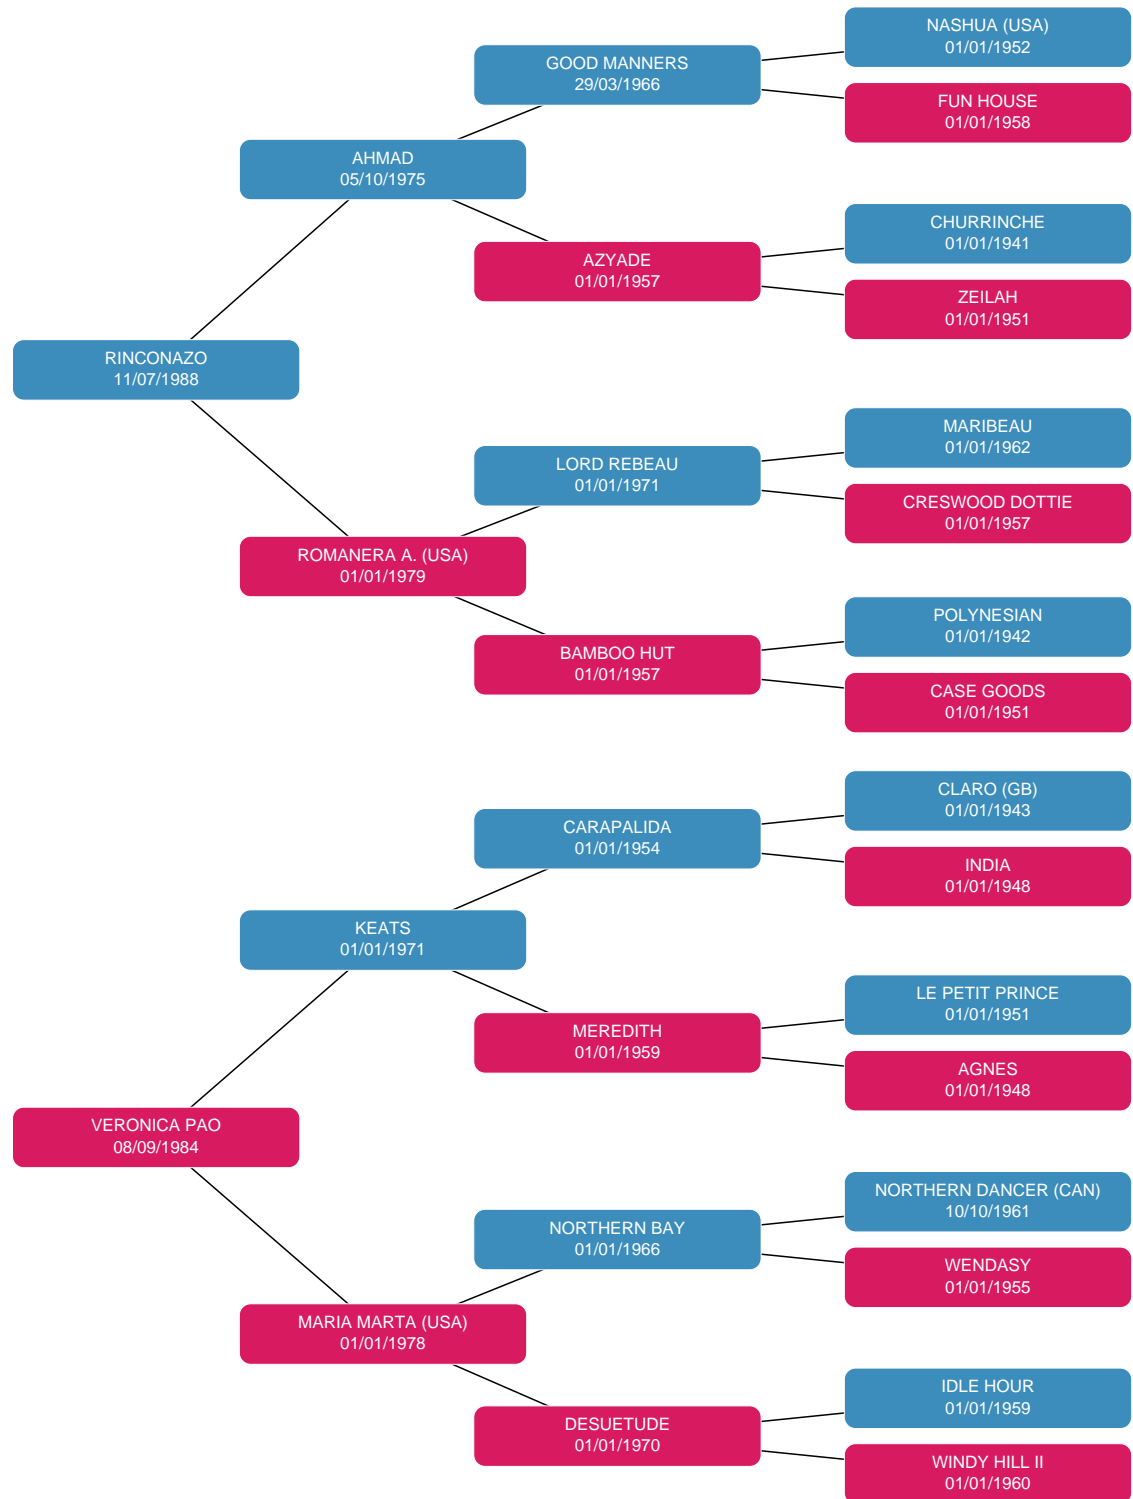 NASHUA (USA)
01/01/1952
GOOD MANNERS
29/03/1966
FUN HOUSE
01/01/1958
AHMAD
05/10/1975
CHURRINCHE
01/01/1941
AZYADE
01/01/1957
ZEILAH
01/01/1951
RINCONAZO
11/07/1988
MARIBEAU
01/01/1962
LORD REBEAU
01/01/1971
CRESWOOD DOTTIE
01/01/1957
ROMANERA A. (USA)
01/01/1979
POLYNESIAN
01/01/1942
BAMBOO HUT
01/01/1957
CASE GOODS
01/01/1951
CLARO (GB)
01/01/1943
CARAPALIDA
01/01/1954
INDIA
01/01/1948
KEATS
01/01/1971
LE PETIT PRINCE
01/01/1951
MEREDITH
01/01/1959
AGNES
01/01/1948
VERONICA PAO
08/09/1984
NORTHERN DANCER (CAN)
10/10/1961
NORTHERN BAY
01/01/1966
WENDASY
01/01/1955
MARIA MARTA (USA)
01/01/1978
IDLE HOUR
01/01/1959
DESUETUDE
01/01/1970
WINDY HILL II
01/01/1960